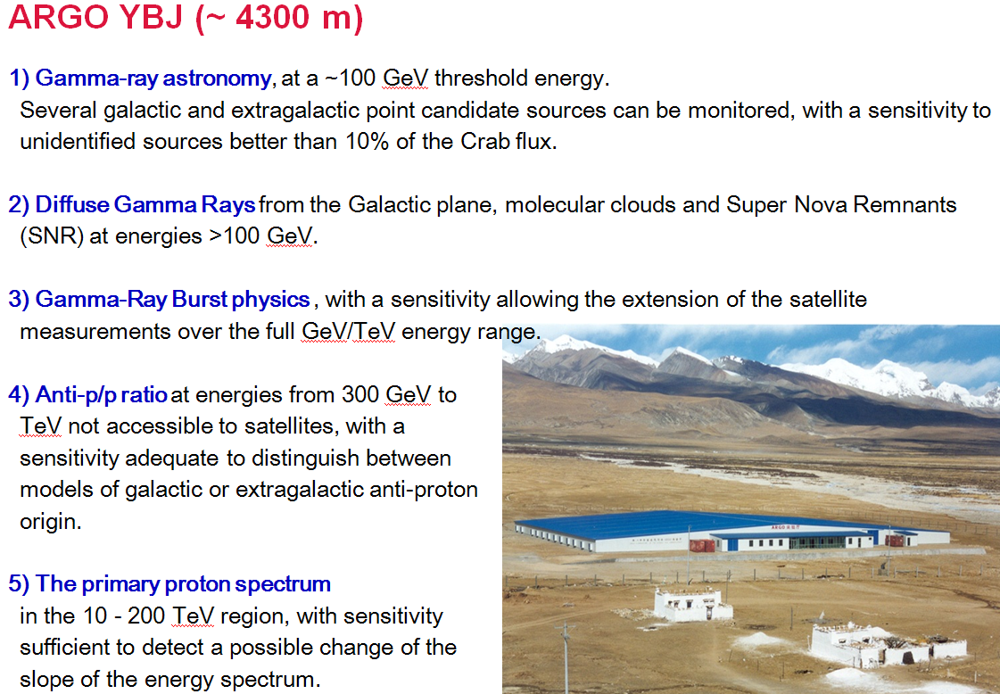 ARGO YBJ (~ 4300 m)
1) Gamma-ray astronomy, at a ~100 GeV threshold energy.
Several galactic and extragalactic point candidate sources can be monitored, with a sensitivity to
unidentified sources better than 10% of the Crab flux.
2) Diffuse Gamma Rays from the Galactic plane, molecular clouds and Super Nova Remnants
(SNR) at energies >100 GeV.
3) Gamma-Ray Burst physics, with a sensitivity allowing the extension of the satellite
measurements over the full GeV/TeV energy range.
4) Anti-p/p ratio at energies from 300 GeV to
TeV not accessible to satellites, with a
sensitivity adequate to distinguish between
models of galactic or extragalactic anti-proton
origin.
5) The primary proton spectrum
in the 10 - 200 TeV region, with sensitivity
sufficient to detect a possible change of the
slope of the energy spectrum.
ARGO